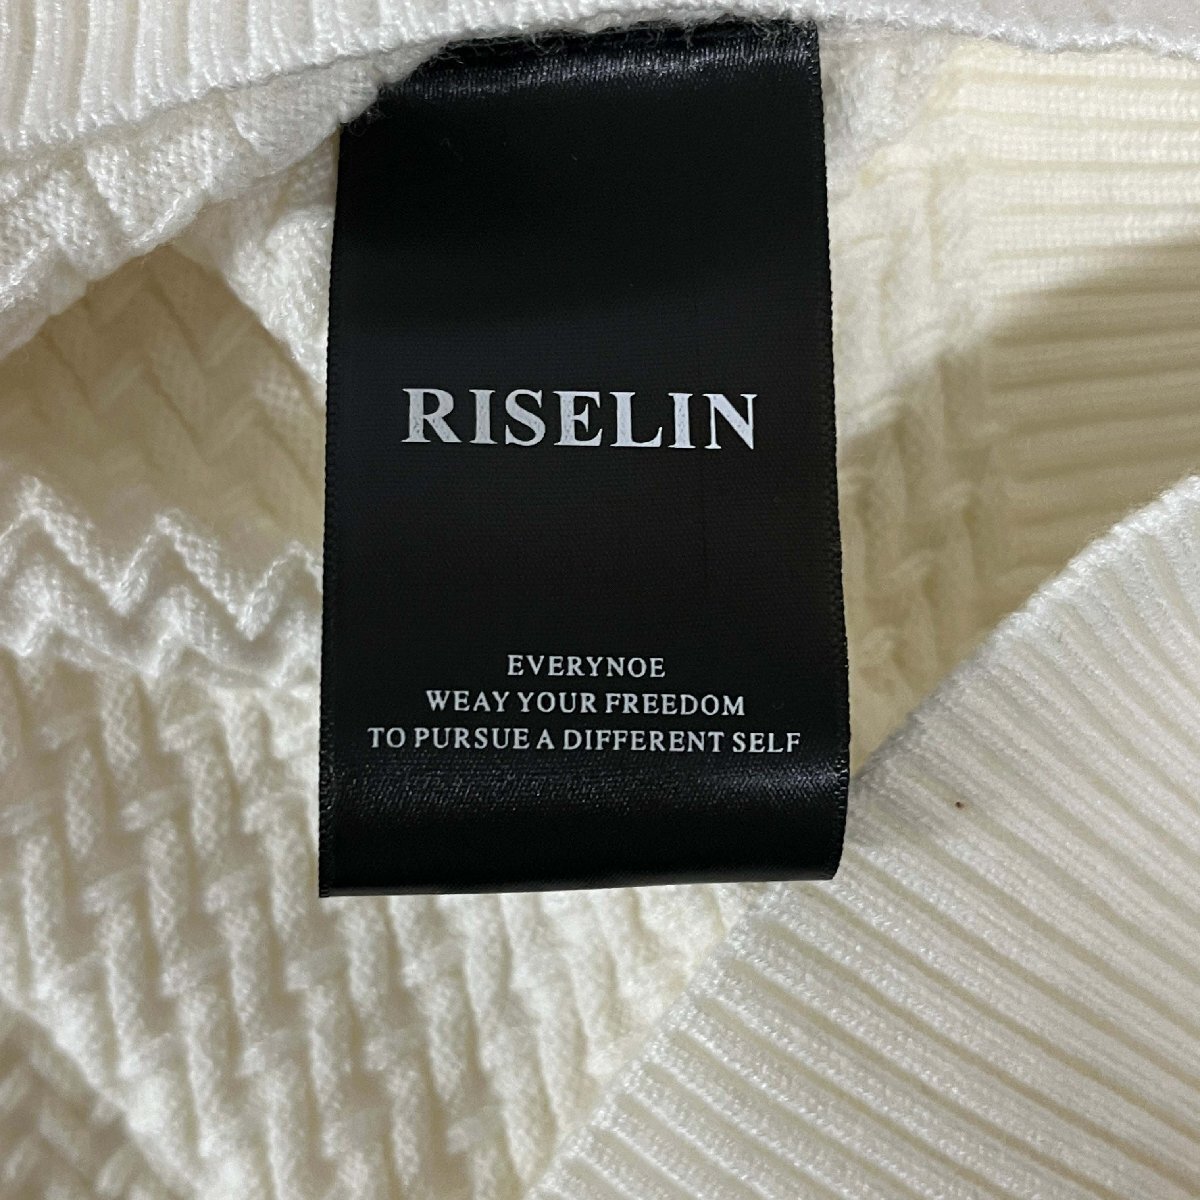 RISELIN
EVERYNOE
WEAY YOUR FREEDOM
TO PURSUE A DIFFERENT SELF